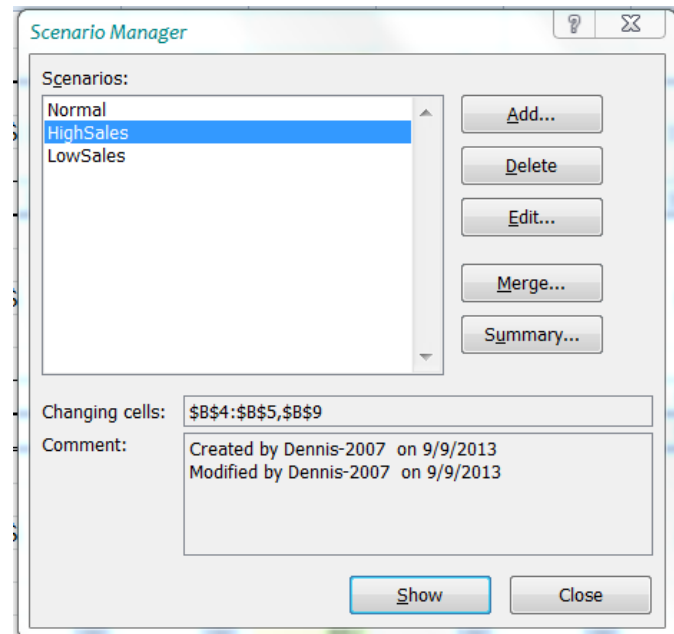 Scenario Manager
Scenarios:
Normal
HighSales
LowSales
Add...
Delete
Edit...
Merge...
Summary...
Changing cells: $B$4:$B$5,$B$9
Comment: Created by Dennis-2007 on 9/9/2013
Modified by Dennis-2007 on 9/9/2013
Show Close